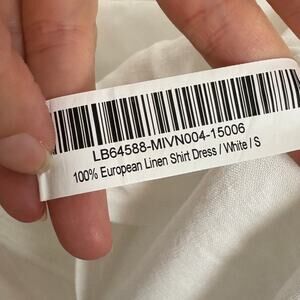 LB64588-MIVN004-15006
100% European Linen Shirt Dress / White / S